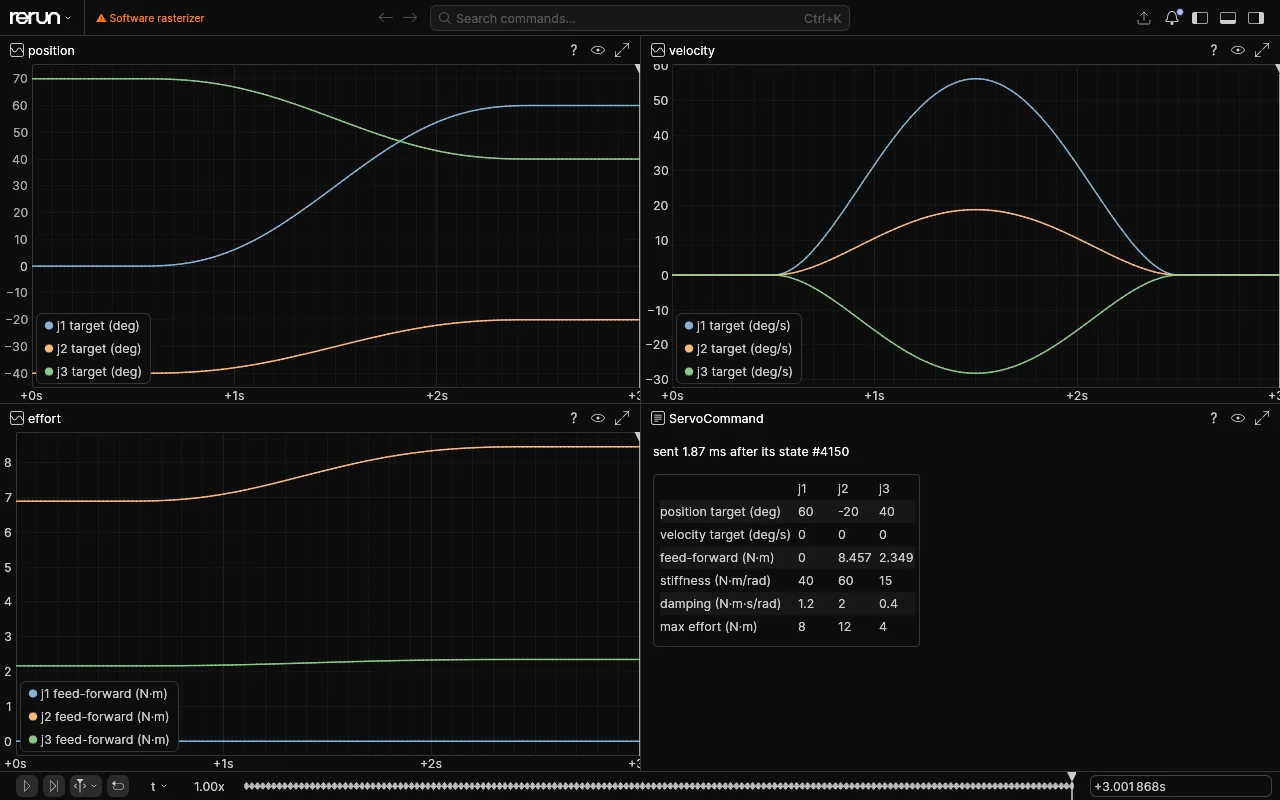 rerun
Software rasterizer
Search commands...
Ctrl+K
position
?
70
60
50
40
30
20
10
0
−10
−20
−30
−40
j1 target (deg)
j2 target (deg)
j3 target (deg)
+0s
+1s
+2s
+3
velocity
?
60
50
40
30
20
10
0
−10
−20
−30
j1 target (deg/s)
j2 target (deg/s)
j3 target (deg/s)
+0s
+1s
+2s
+3
effort
?
8
7
6
5
4
3
2
1
0
j1 feed-forward (N·m)
j2 feed-forward (N·m)
j3 feed-forward (N·m)
+0s
+1s
+2s
+3
ServoCommand
?
sent 1.87 ms after its state #4150
j1 j2 j3
position target (deg) 60 -20 40
velocity target (deg/s) 0 0 0
feed-forward (N·m) 0 8.457 2.349
stiffness (N·m/rad) 40 60 15
damping (N·m·s/rad) 1.2 2 0.4
max effort (N·m) 8 12 4
t
1.00x
+3.001868s